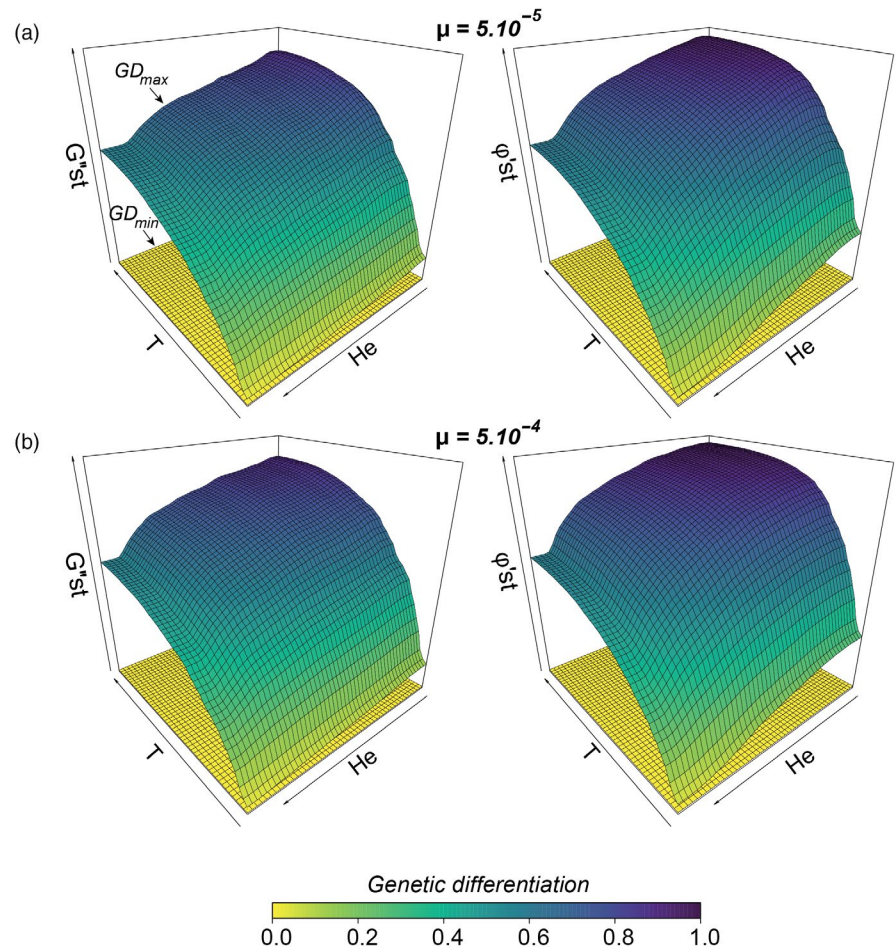 (a)
μ = 5.10⁻⁵
GDmax
G"st
GDmin
T
He
φ'st
T
He
(b)
μ = 5.10⁻⁴
G"st
T
He
φ'st
T
He
Genetic differentiation
0.0 0.2 0.4 0.6 0.8 1.0